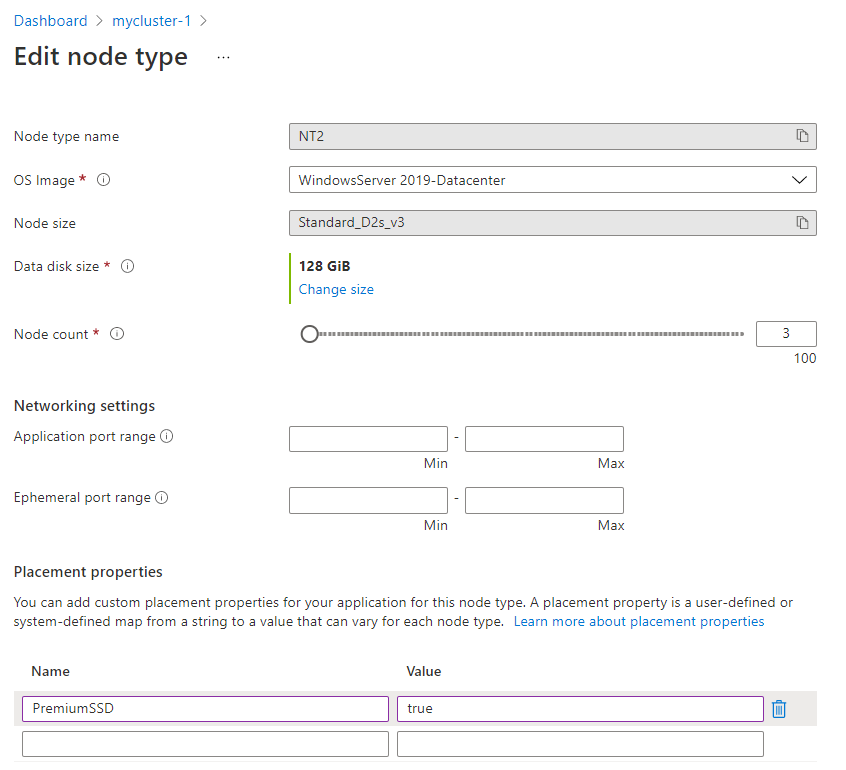 Dashboard > mycluster-1 >
Edit node type ...
Node type name NT2
OS Image * WindowsServer 2019-Datacenter
Node size Standard_D2s_v3
Data disk size * 128 GiB
Change size
Node count * 3
100
Networking settings
Application port range -
Min Max
Ephemeral port range -
Min Max
Placement properties
You can add custom placement properties for your application for this node type. A placement property is a user-defined or
system-defined map from a string to a value that can vary for each node type. Learn more about placement properties
Name Value
PremiumSSD true